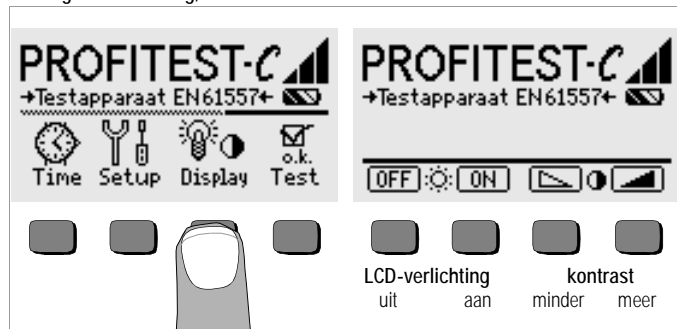 PROFITEST-C
→Testapparaat EN61557←
Time Setup Display o.k. Test
PROFITEST-C
→Testapparaat EN61557←
OFF ON
LCD-verlichting kontrast
uit aan minder meer